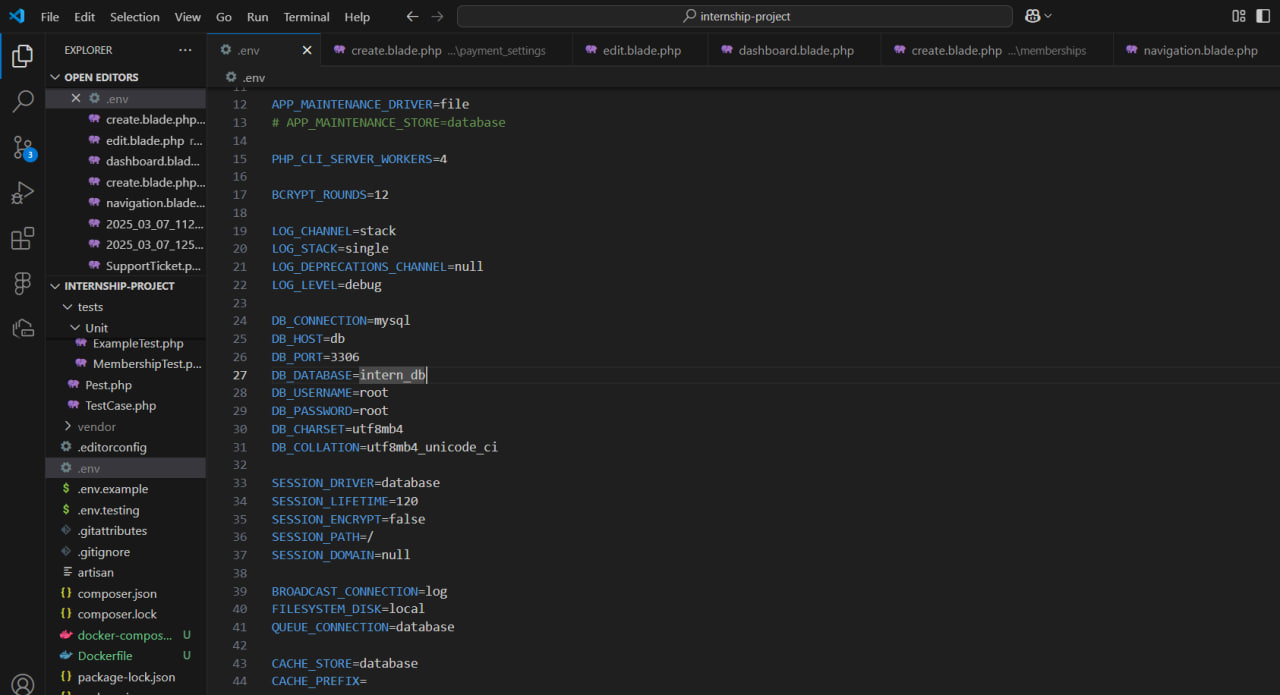 File Edit Selection View Go Run Terminal Help
internship-project
EXPLORER
.env
create.blade.php ...\payment_settings
edit.blade.php
dashboard.blade.php
create.blade.php ...\memberships
navigation.blade.php
OPEN EDITORS
.env
create.blade.php...
edit.blade.php r...
dashboard.blad...
create.blade.php...
navigation.blade...
2025_03_07_112...
2025_03_07_125...
SupportTicket.p...
3
INTERNSHIP-PROJECT
tests
Unit
ExampleTest.php
MembershipTest.p...
Pest.php
TestCase.php
vendor
.editorconfig
.env
.env.example
.env.testing
.gitattributes
.gitignore
artisan
composer.json
composer.lock
docker-compos... U
Dockerfile U
package-lock.json
.env
11
12 APP_MAINTENANCE_DRIVER=file
13 # APP_MAINTENANCE_STORE=database
14
15 PHP_CLI_SERVER_WORKERS=4
16
17 BCRYPT_ROUNDS=12
18
19 LOG_CHANNEL=stack
20 LOG_STACK=single
21 LOG_DEPRECATIONS_CHANNEL=null
22 LOG_LEVEL=debug
23
24 DB_CONNECTION=mysql
25 DB_HOST=db
26 DB_PORT=3306
27 DB_DATABASE=intern_db
28 DB_USERNAME=root
29 DB_PASSWORD=root
30 DB_CHARSET=utf8mb4
31 DB_COLLATION=utf8mb4_unicode_ci
32
33 SESSION_DRIVER=database
34 SESSION_LIFETIME=120
35 SESSION_ENCRYPT=false
36 SESSION_PATH=/
37 SESSION_DOMAIN=null
38
39 BROADCAST_CONNECTION=log
40 FILESYSTEM_DISK=local
41 QUEUE_CONNECTION=database
42
43 CACHE_STORE=database
44 CACHE_PREFIX=